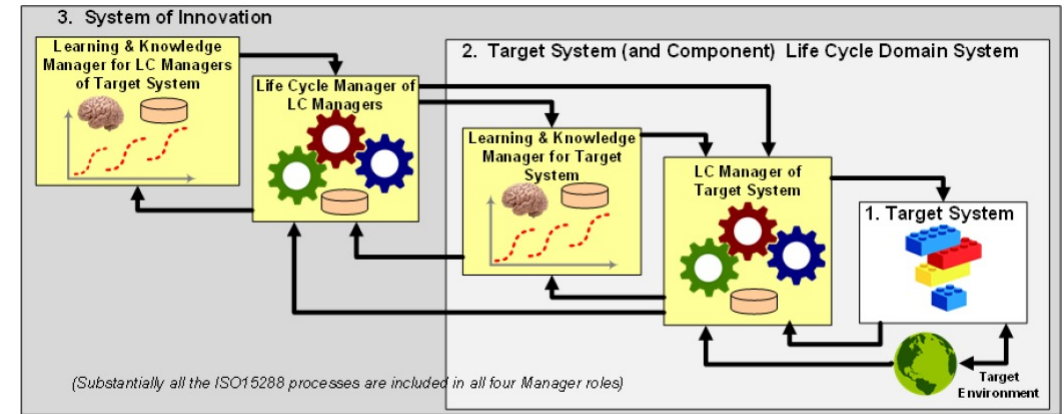 3. System of Innovation
Learning & Knowledge
Manager for LC Managers
of Target System
Life Cycle Manager of
LC Managers
2. Target System (and Component) Life Cycle Domain System
Learning & Knowledge
Manager for Target
System
LC Manager of
Target System
1. Target System
Target
Environment
(Substantially all the ISO15288 processes are included in all four Manager roles)